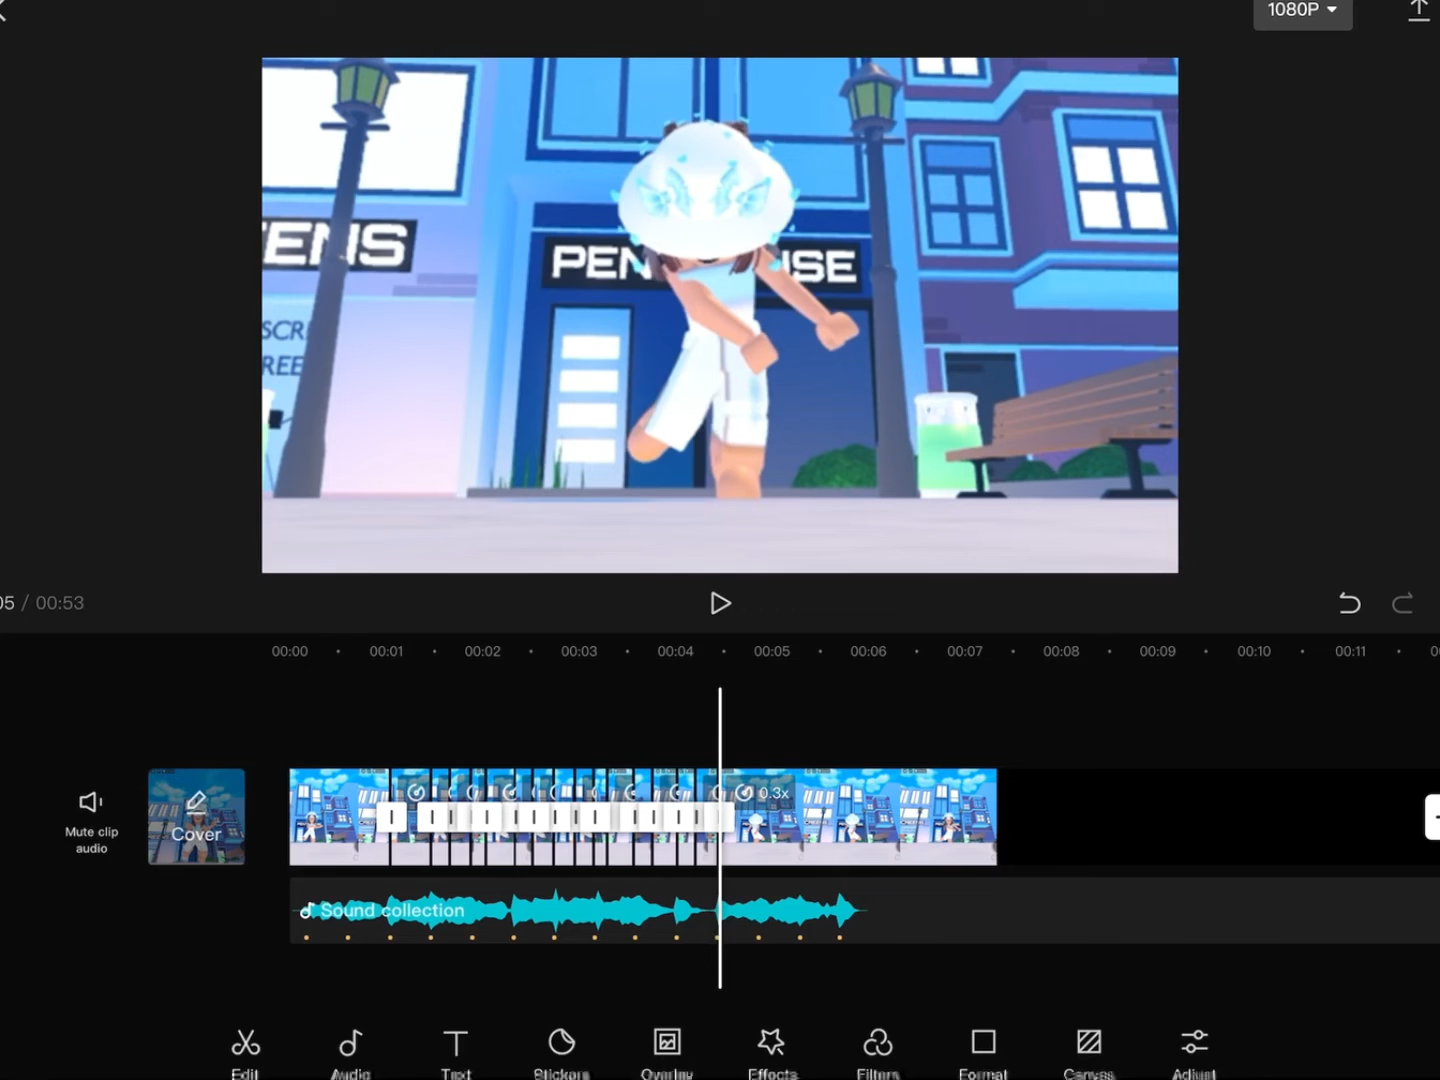 1080P
ENS
PEN
SE
SCR
REE
05 / 00:53
00:00 00:01 00:02 00:03 00:04 00:05 00:06 00:07 00:08 00:09 00:10 00:11
0.3x
Mute clip
audio
Cover
Sound collection
Edit Audio Text Stickers Overlay Effects Filters Format Canvas Adjust